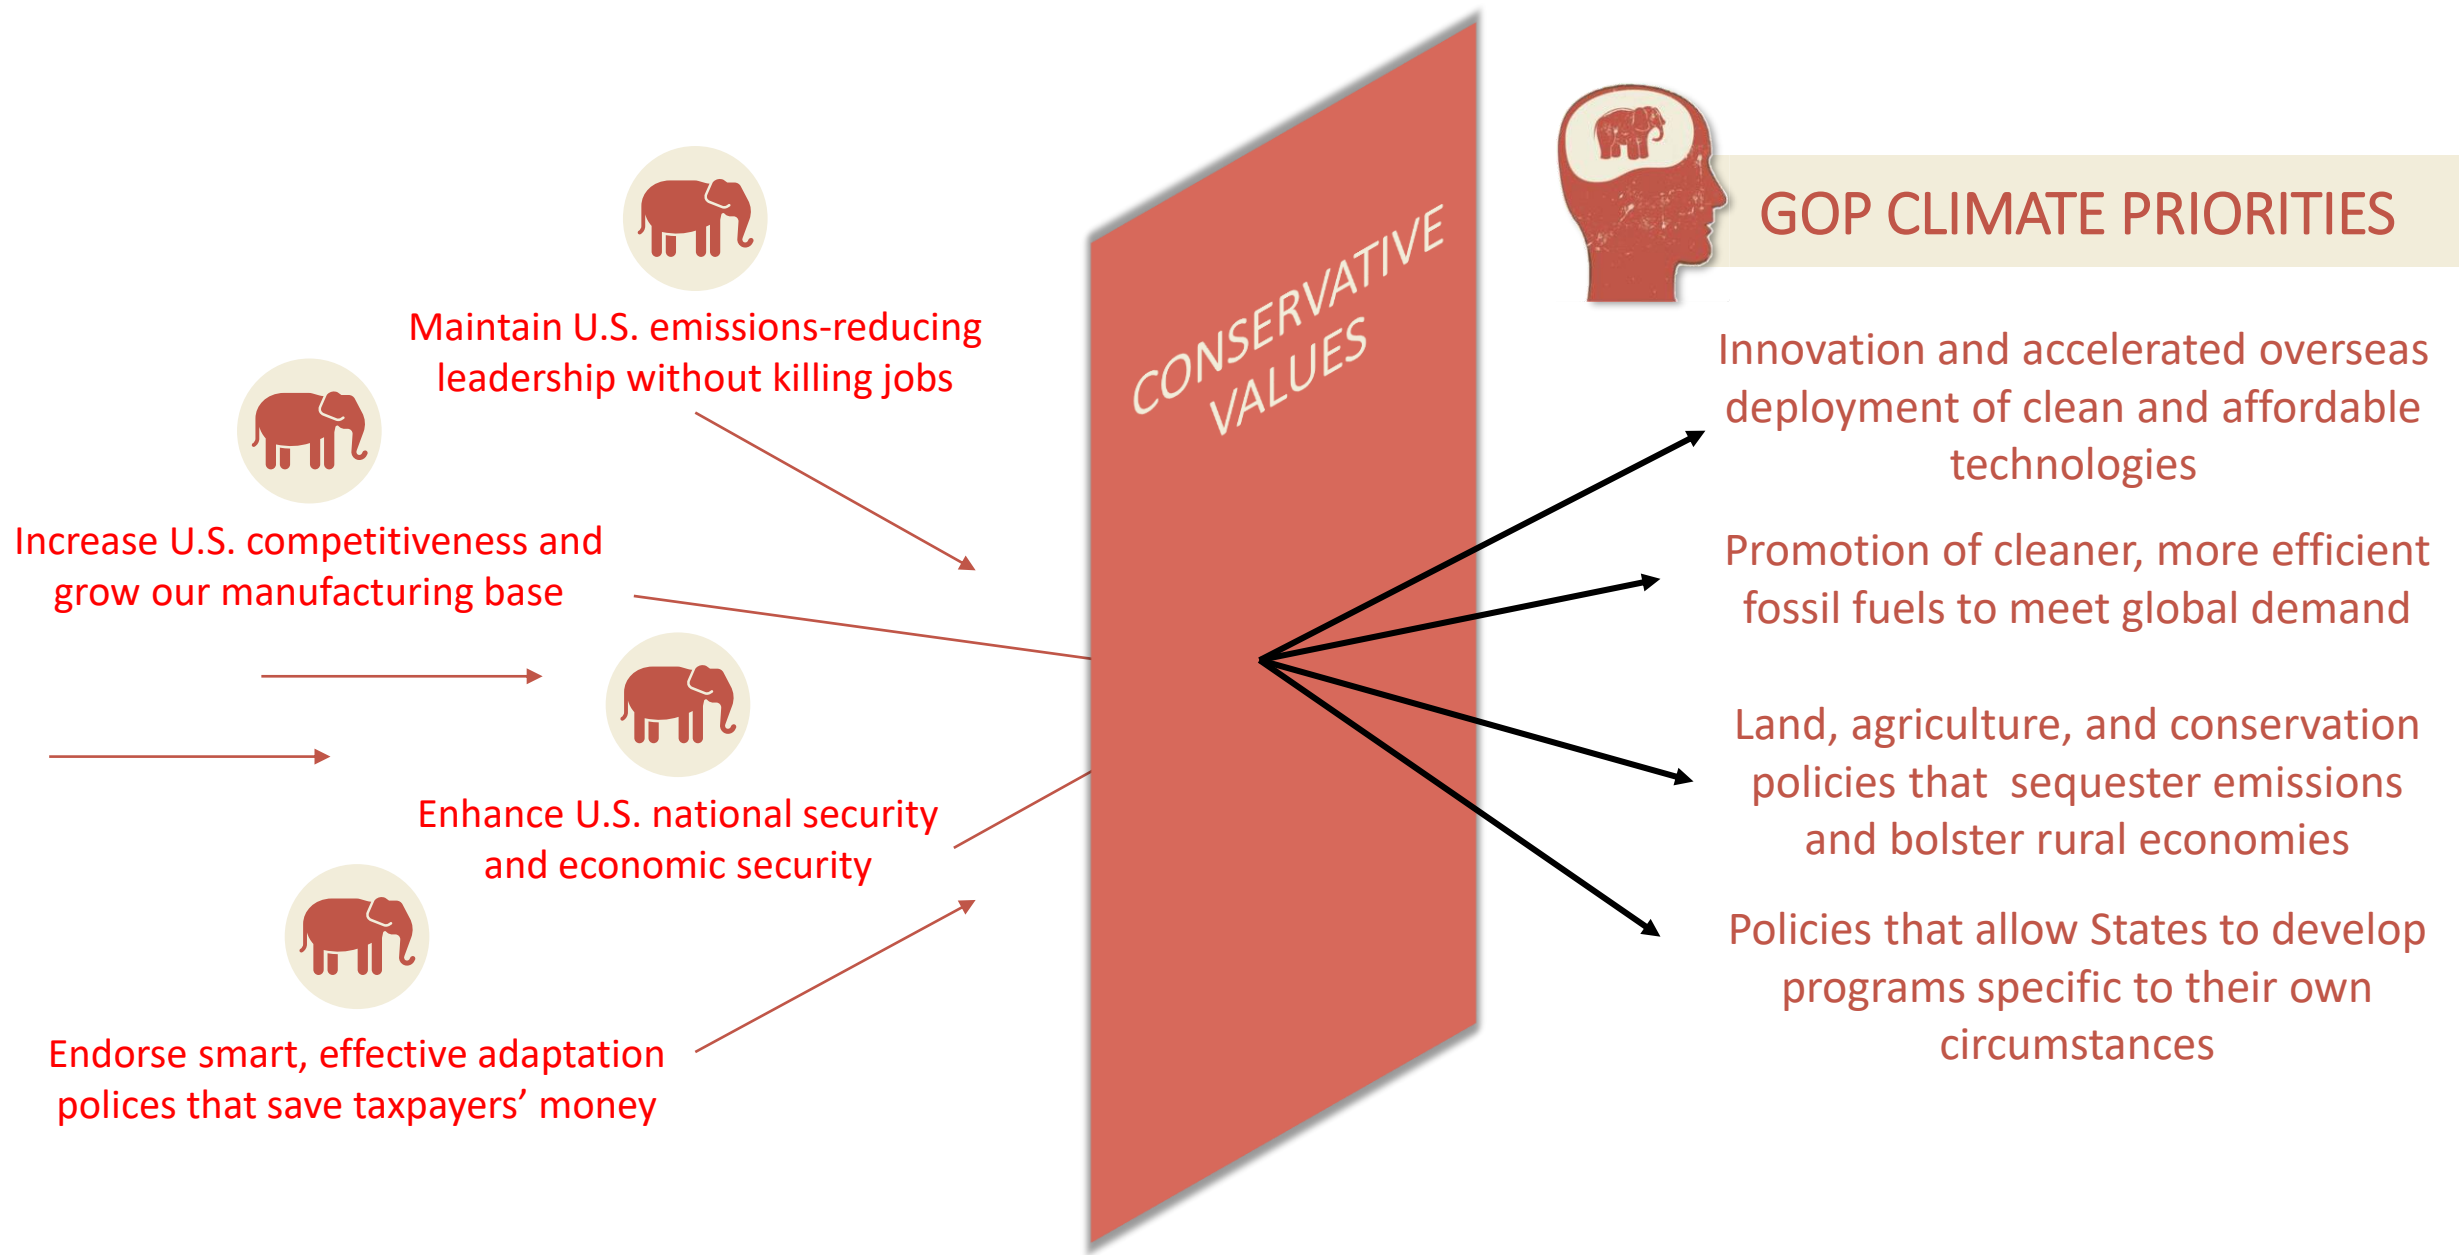 Maintain U.S. emissions-reducing
leadership without killing jobs
Increase U.S. competitiveness and
grow our manufacturing base
Enhance U.S. national security
and economic security
Endorse smart, effective adaptation
polices that save taxpayers’ money
CONSERVATIVE
VALUES
GOP CLIMATE PRIORITIES
Innovation and accelerated overseas
deployment of clean and affordable
technologies
Promotion of cleaner, more efficient
fossil fuels to meet global demand
Land, agriculture, and conservation
policies that  sequester emissions
and bolster rural economies
Policies that allow States to develop
programs specific to their own
circumstances